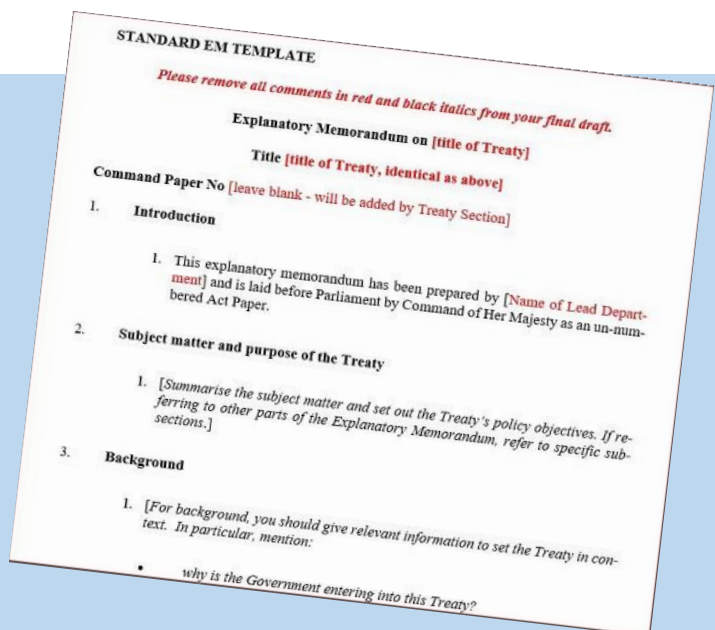 STANDARD EM TEMPLATE
Please remove all comments in red and black italics from your final draft.
Explanatory Memorandum on [title of Treaty]
Title [title of Treaty, identical as above]
Command Paper No [leave blank - will be added by Treaty Section]
1. Introduction
1. This explanatory memorandum has been prepared by [Name of Lead Depart-
ment] and is laid before Parliament by Command of Her Majesty as an un-num-
bered Act Paper.
2. Subject matter and purpose of the Treaty
1. [Summarise the subject matter and set out the Treaty's policy objectives. If re-
ferring to other parts of the Explanatory Memorandum, refer to specific sub-
sections.]
3. Background
1. [For background, you should give relevant information to set the Treaty in con-
text. In particular, mention:
• why is the Government entering into this Treaty?